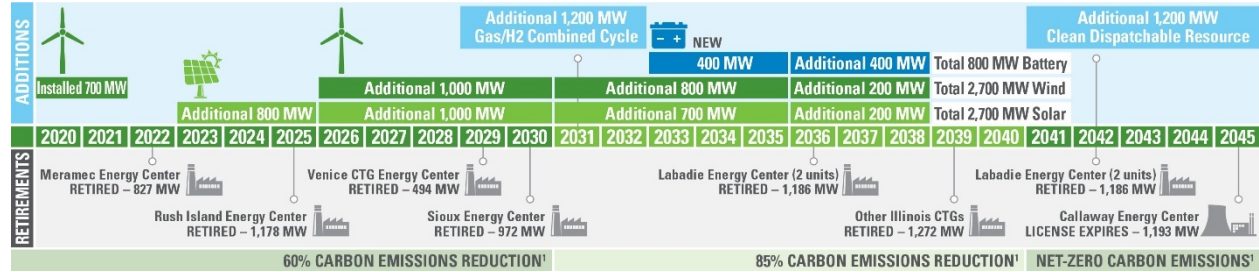 ADDITIONS
Additional 1,200 MW
Gas/H2 Combined Cycle
Additional 1,200 MW
Clean Dispatchable Resource
NEW
400 MW
Additional 400 MW
Total 800 MW Battery
Installed 700 MW
Additional 1,000 MW
Additional 800 MW
Additional 200 MW
Total 2,700 MW Wind
Additional 800 MW
Additional 1,000 MW
Additional 700 MW
Additional 200 MW
Total 2,700 MW Solar
2020 2021 2022 2023 2024 2025 2026 2027 2028 2029 2030 2031 2032 2033 2034 2035 2036 2037 2038 2039 2040 2041 2042 2043 2044 2045
RETIREMENTS
Meramec Energy Center
RETIRED – 827 MW
Venice CTG Energy Center
RETIRED – 494 MW
Labadie Energy Center (2 units)
RETIRED – 1,186 MW
Labadie Energy Center (2 units)
RETIRED – 1,186 MW
Rush Island Energy Center
RETIRED – 1,178 MW
Sioux Energy Center
RETIRED – 972 MW
Other Illinois CTGs
RETIRED – 1,272 MW
Callaway Energy Center
LICENSE EXPIRES – 1,193 MW
60% CARBON EMISSIONS REDUCTION¹
85% CARBON EMISSIONS REDUCTION¹
NET-ZERO CARBON EMISSIONS¹